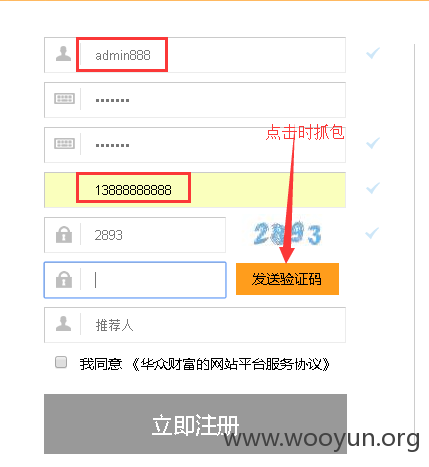 admin888
•••••••
点击时抓包
•••••••
13888888888
2893
2893
发送验证码
推荐人
我同意 《华众财富的网站平台服务协议》
立即注册
www.wooyun.org